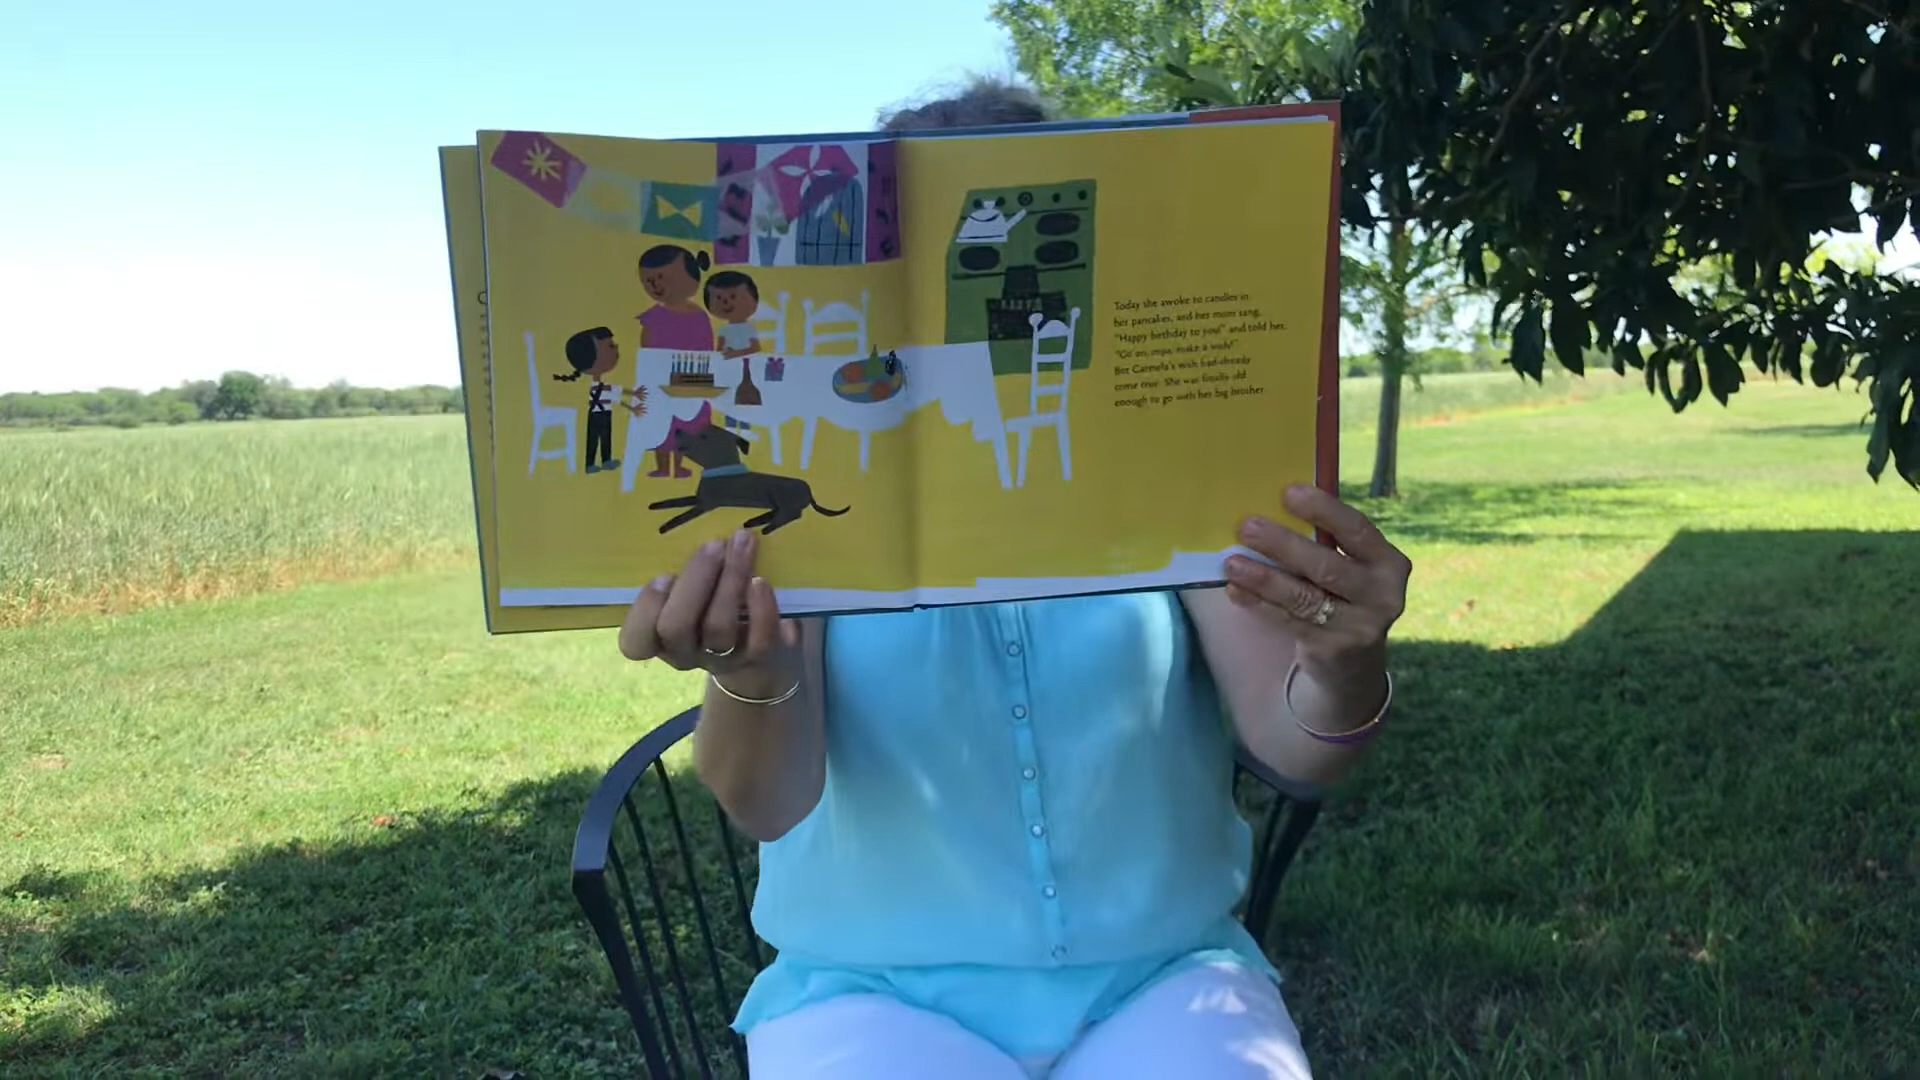 Today she awoke to candles in
her pancakes, and her mom sang,
"Happy birthday to you!" and told her,
"Go on, mija, make a wish!"
But Carmela's wish had already
come true. She was finally old
enough to go with her big brother